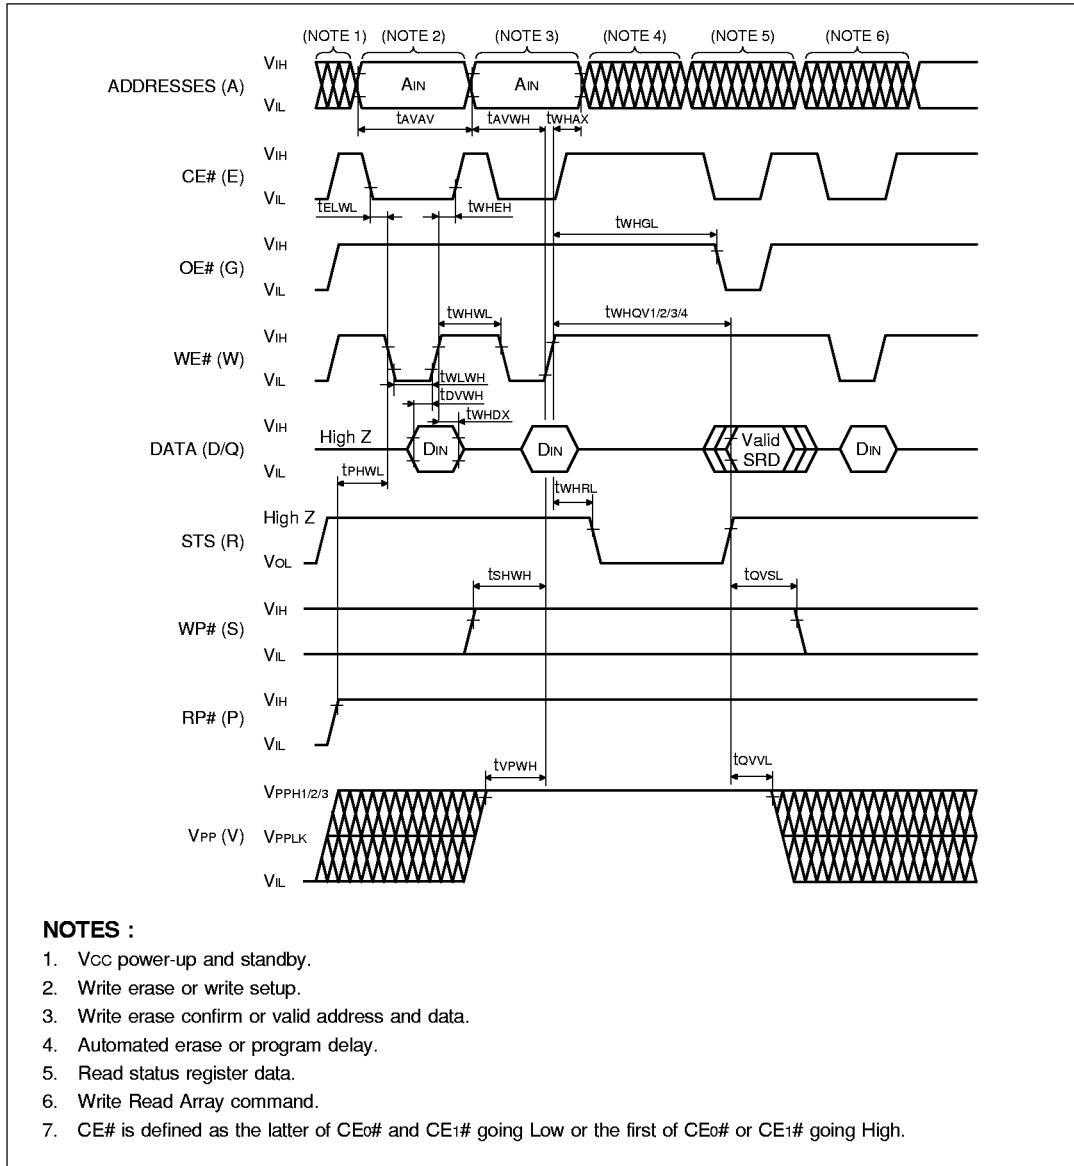 (NOTE 1) (NOTE 2) (NOTE 3) (NOTE 4) (NOTE 5) (NOTE 6)
VIH
ADDRESSES (A) AIN AIN
VIL
tAVAV tAVWH tWHAX
VIH
CE# (E)
VIL
tELWL tWHEH
tWHGL
VIH
OE# (G)
VIL
tWHWL tWHQV1/2/3/4
VIH
WE# (W)
VIL
tWLWH
tDVWH
tWHDX
VIH
High Z
DATA (D/Q) DIN DIN Valid SRD DIN
VIL
tPHWL
tWHRL
High Z
STS (R)
VOL
tSHWH tQVSL
VIH
WP# (S)
VIL
VIH
RP# (P)
VIL
tVPWH tQVVL
VPPH1/2/3
VPP (V) VPPLK
VIL
NOTES :
1. VCC power-up and standby.
2. Write erase or write setup.
3. Write erase confirm or valid address and data.
4. Automated erase or program delay.
5. Read status register data.
6. Write Read Array command.
7. CE# is defined as the latter of CE0# and CE1# going Low or the first of CE0# or CE1# going High.